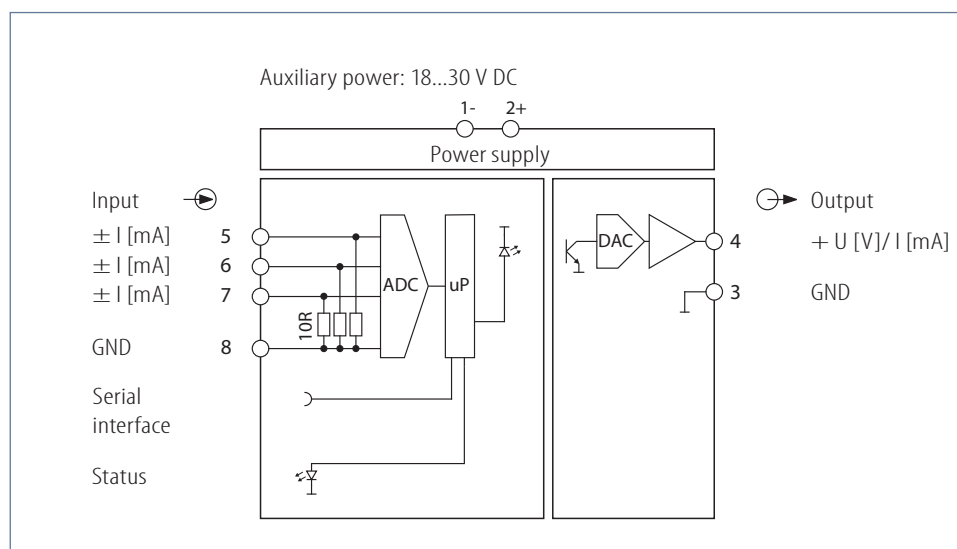 Auxiliary power: 18...30 V DC
1- 2+
Power supply
Input
Output
± I [mA] 5
DAC
4 + U [V]/ I [mA]
± I [mA] 6
ADC
uP
± I [mA] 7
3 GND
10R
GND 8
Serial
interface
Status